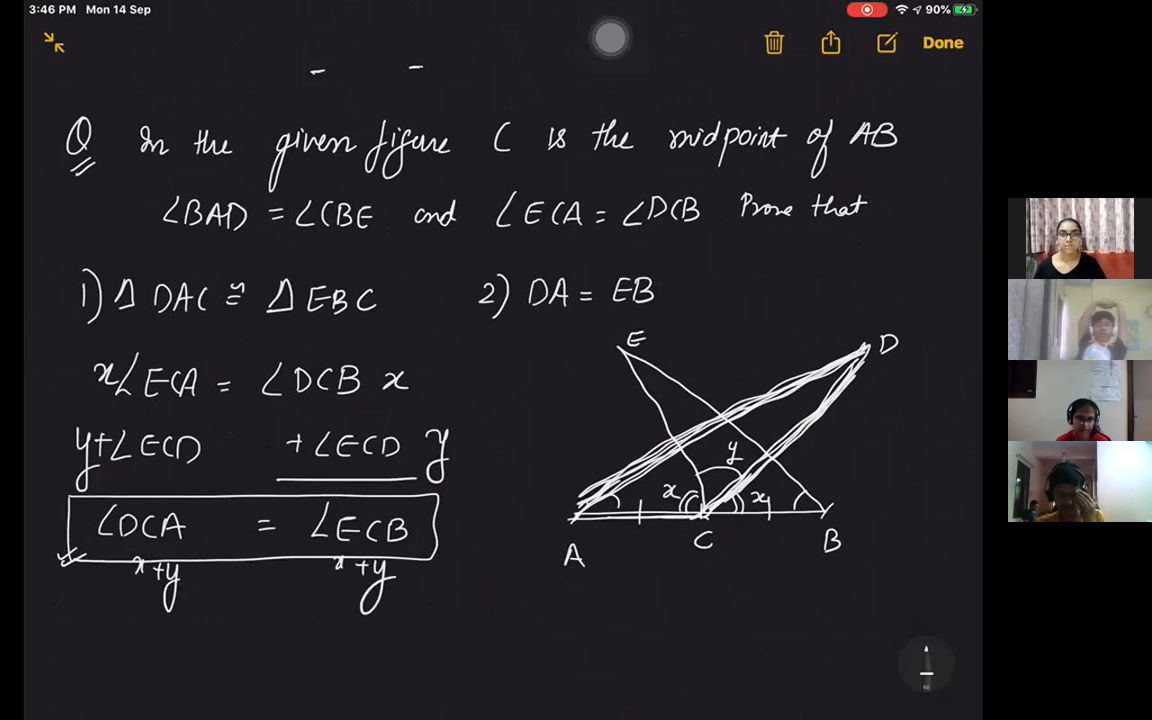 3:46 PM Mon 14 Sep
90%
Done
Q In the given figure C is the midpoint of AB
∠BAD = ∠CBE and ∠ECA = ∠DCB Prove that
1) Δ DAC ≅ Δ EBC 2) DA = EB
x∠ECA = ∠DCB x
y+∠ECD +∠ECD y
∠DCA = ∠ECB
x+y x+y
E
D
y
x
x
A
C
B